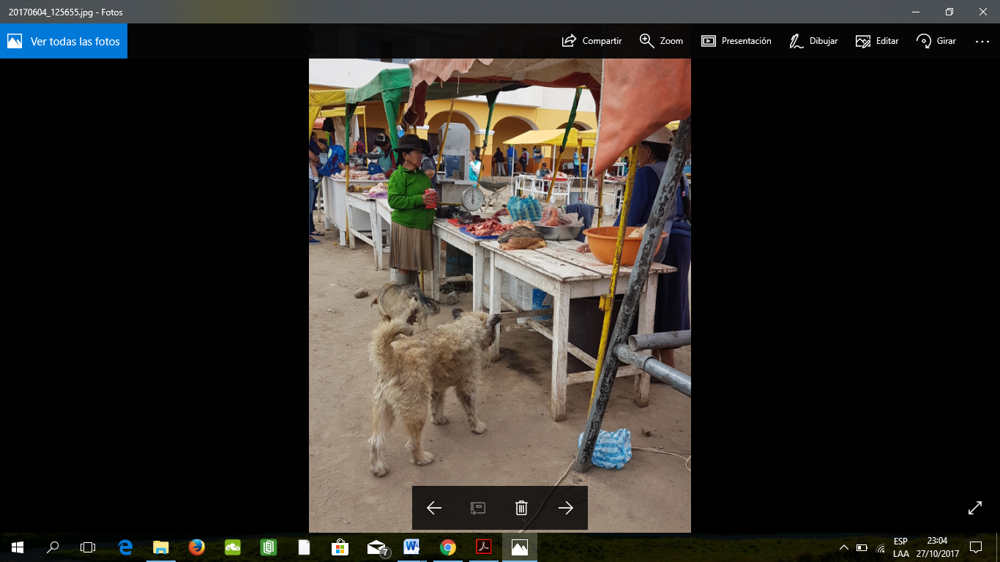 20170604_125655.jpg - Fotos
Ver todas las fotos
Compartir
Zoom
Presentación
Dibujar
Editar
Girar
7
ESP
LAA
23:04
27/10/2017